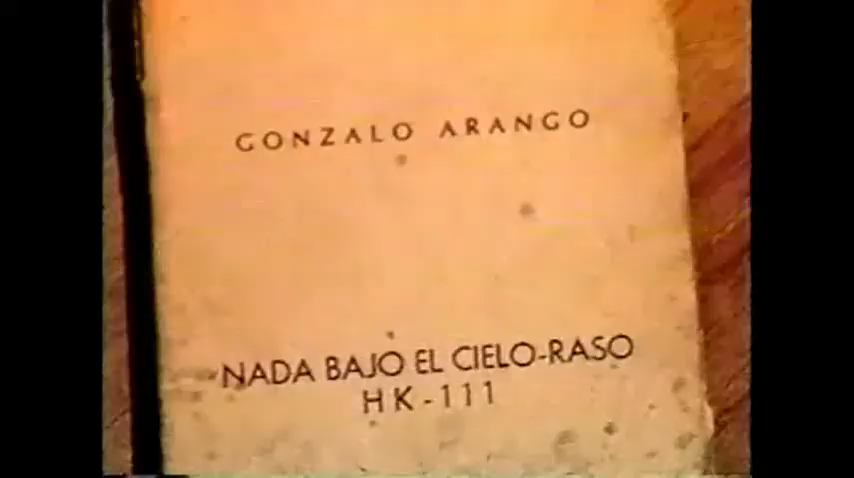 GONZALO ARANGO
NADA BAJO EL CIELO-RASO
HK-111